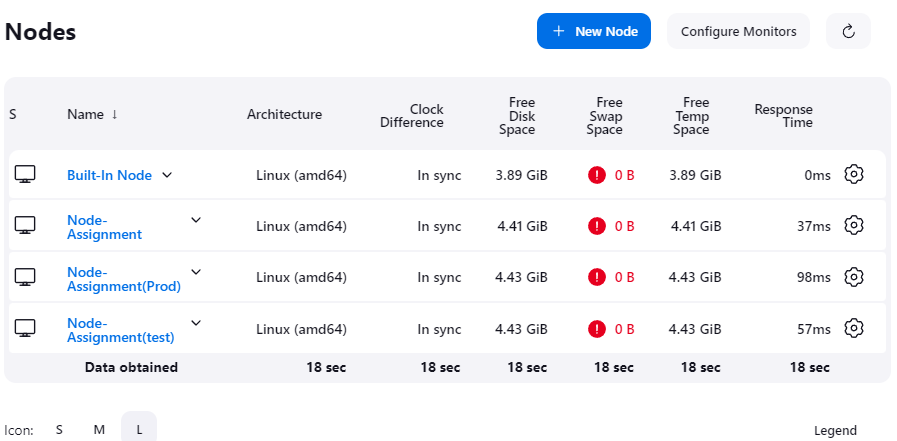 Nodes
+ New Node
Configure Monitors
S Name ↓ Architecture Clock Difference Free Disk Space Free Swap Space Free Temp Space Response Time
Built-In Node Linux (amd64) In sync 3.89 GiB ! 0 B 3.89 GiB 0ms
Node-Assignment Linux (amd64) In sync 4.41 GiB ! 0 B 4.41 GiB 37ms
Node-Assignment(Prod) Linux (amd64) In sync 4.43 GiB ! 0 B 4.43 GiB 98ms
Node-Assignment(test) Linux (amd64) In sync 4.43 GiB ! 0 B 4.43 GiB 57ms
Data obtained 18 sec 18 sec 18 sec 18 sec 18 sec 18 sec
Icon: S M L Legend